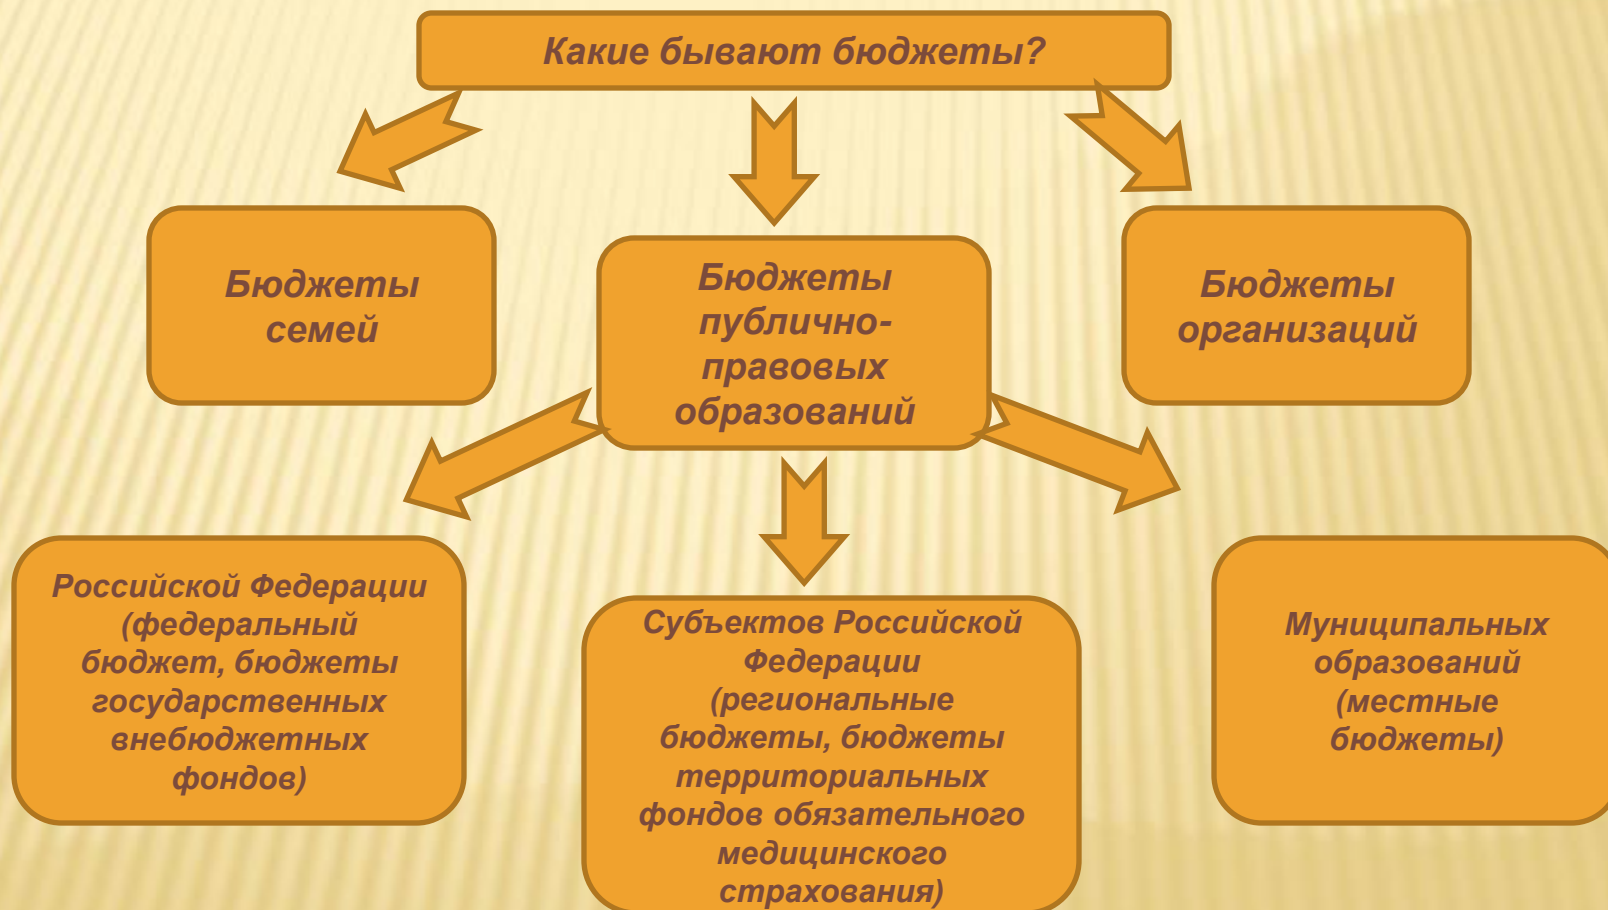 Какие бывают бюджеты?
Бюджеты
семей
Бюджеты
публично-
правовых
образований
Бюджеты
организаций
Российской Федерации
(федеральный
бюджет, бюджеты
государственных
внебюджетных
фондов)
Субъектов Российской
Федерации
(региональные
бюджеты, бюджеты
территориальных
фондов обязательного
медицинского
страхования)
Муниципальных
образований
(местные
бюджеты)